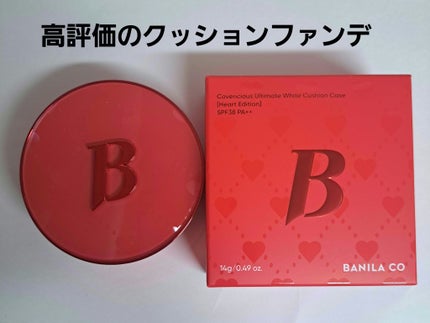 高評価のクッションファンデ
B
Covericious Ultimate White Cushion Case
[Heart Edition]
SPF38 PA++
B
14g/0.49 oz.
BANILA CO